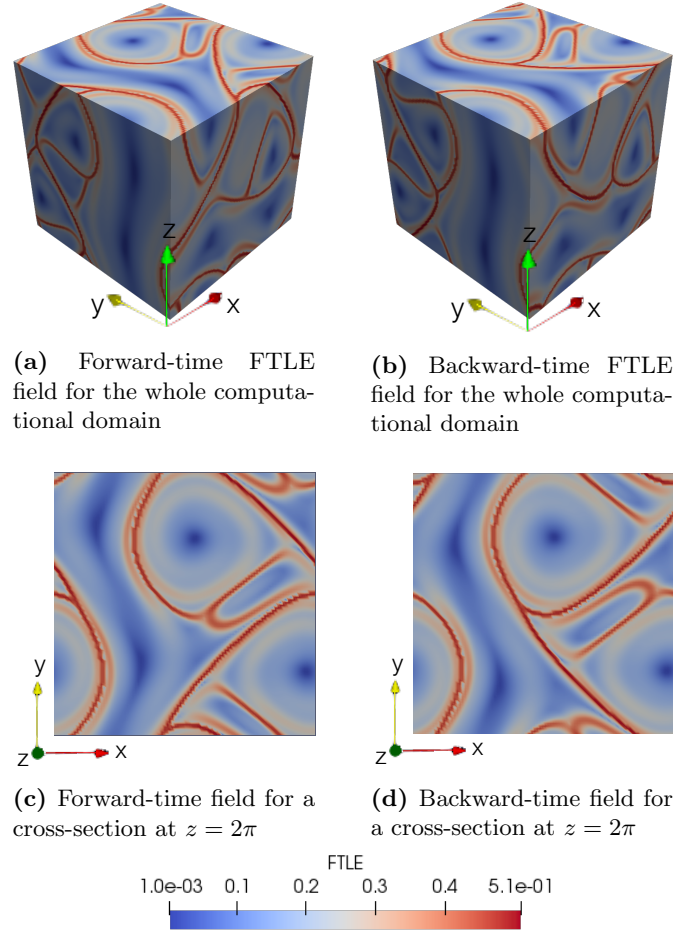 z
y
x
z
y
x
(a) Forward-time FTLE
field for the whole computa-
tional domain
(b) Backward-time FTLE
field for the whole computa-
tional domain
y
z
x
y
z
x
(c) Forward-time field for a
cross-section at z = 2π
(d) Backward-time field for
a cross-section at z = 2π
FTLE
1.0e-03 0.1 0.2 0.3 0.4 5.1e-01